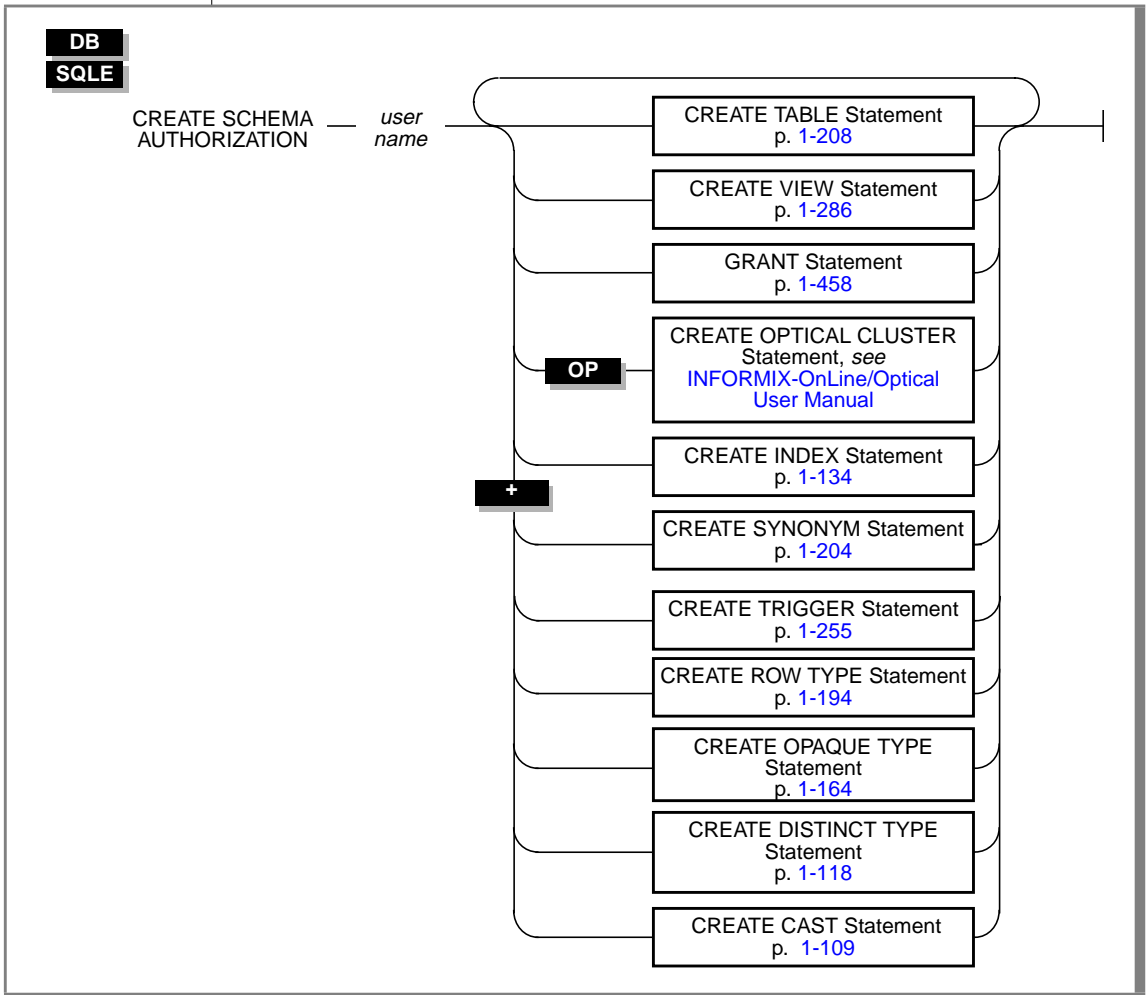 DB
SQLE
CREATE SCHEMA
AUTHORIZATION
user
name
CREATE TABLE Statement
p. 1-208
CREATE VIEW Statement
p. 1-286
GRANT Statement
p. 1-458
OP
CREATE OPTICAL CLUSTER
Statement, see
INFORMIX-OnLine/Optical
User Manual
CREATE INDEX Statement
p. 1-134
+
CREATE SYNONYM Statement
p. 1-204
CREATE TRIGGER Statement
p. 1-255
CREATE ROW TYPE Statement
p. 1-194
CREATE OPAQUE TYPE
Statement
p. 1-164
CREATE DISTINCT TYPE
Statement
p. 1-118
CREATE CAST Statement
p. 1-109